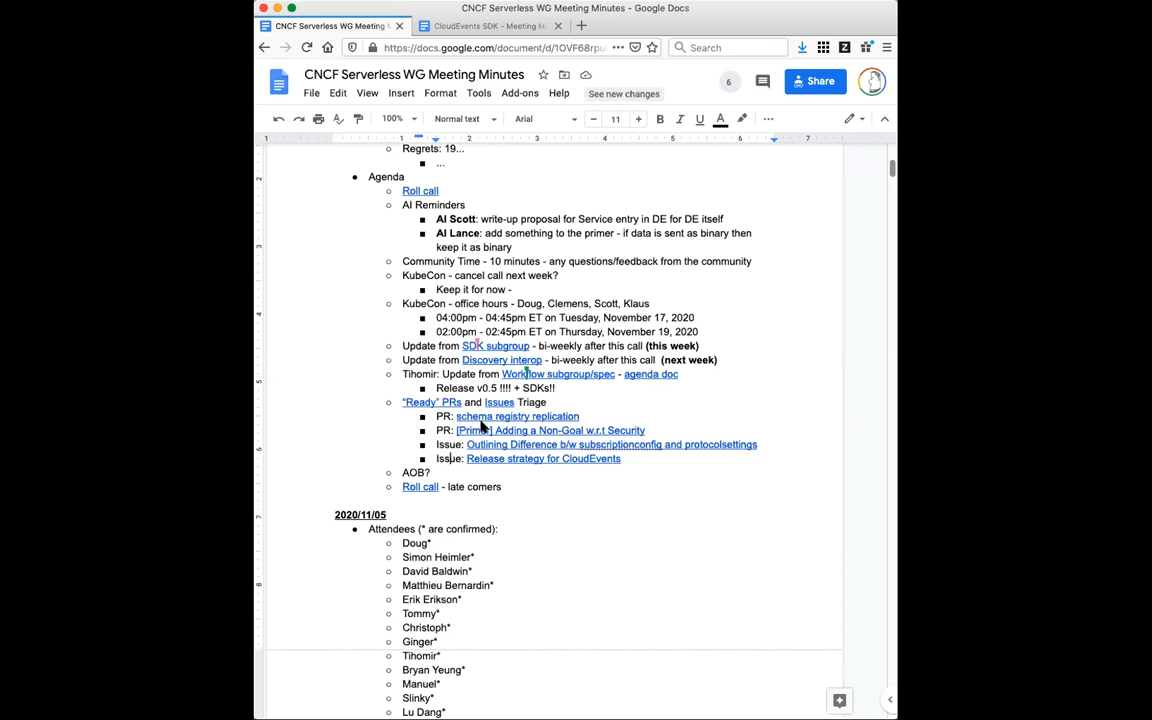 CNCF Serverless WG Meeting Minutes - Google Docs
CNCF Serverless WG Meeting
CloudEvents SDK - Meeting M
https://docs.google.com/document/d/1OVF68rpu
Search
CNCF Serverless WG Meeting Minutes
6
Share
File Edit View Insert Format Tools Add-ons Help See new changes
100% Normal text Arial 11 B I U A
1 1 2 3 4 5 6 7
Regrets: 19...
...
Agenda
Roll call
AI Reminders
AI Scott: write-up proposal for Service entry in DE for DE itself
AI Lance: add something to the primer - if data is sent as binary then
keep it as binary
Community Time - 10 minutes - any questions/feedback from the community
KubeCon - cancel call next week?
Keep it for now -
KubeCon - office hours - Doug, Clemens, Scott, Klaus
04:00pm - 04:45pm ET on Tuesday, November 17, 2020
02:00pm - 02:45pm ET on Thursday, November 19, 2020
Update from SDK subgroup - bi-weekly after this call (this week)
Update from Discovery interop - bi-weekly after this call (next week)
Tihomir: Update from Workflow subgroup/spec - agenda doc
Release v0.5 !!!! + SDKs!!
“Ready” PRs and Issues Triage
PR: schema registry replication
PR: [Primer] Adding a Non-Goal w.r.t Security
Issue: Outlining Difference b/w subscriptionconfig and protocolsettings
Issue: Release strategy for CloudEvents
AOB?
Roll call - late comers
2020/11/05
Attendees (* are confirmed):
Doug*
Simon Heimler*
David Baldwin*
Matthieu Bernardin*
Erik Erikson*
Tommy*
Christoph*
Ginger*
Tihomir*
Bryan Yeung*
Manuel*
Slinky*
Lu Dang*